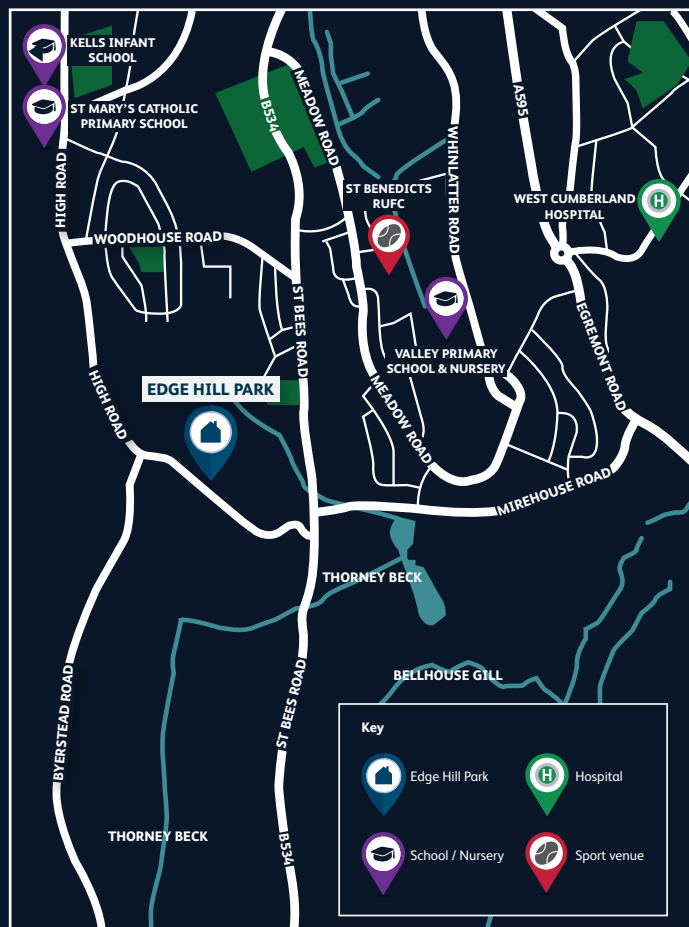 KELLS INFANT
SCHOOL
ST MARY'S CATHOLIC
PRIMARY SCHOOL
HIGH ROAD
B534
MEADOW ROAD
A595
WHINLATTER ROAD
ST BENEDICTS
RUFC
WEST CUMBERLAND
HOSPITAL
H
WOODHOUSE ROAD
ST BEES ROAD
EGREMONT ROAD
VALLEY PRIMARY
SCHOOL & NURSERY
EDGE HILL PARK
HIGH ROAD
MEADOW ROAD
MIREHOUSE ROAD
THORNEY BECK
BYERSTEAD ROAD
ST BEES ROAD
BELLHOUSE GILL
THORNEY BECK
B534
Key
Edge Hill Park
H
Hospital
School / Nursery
Sport venue